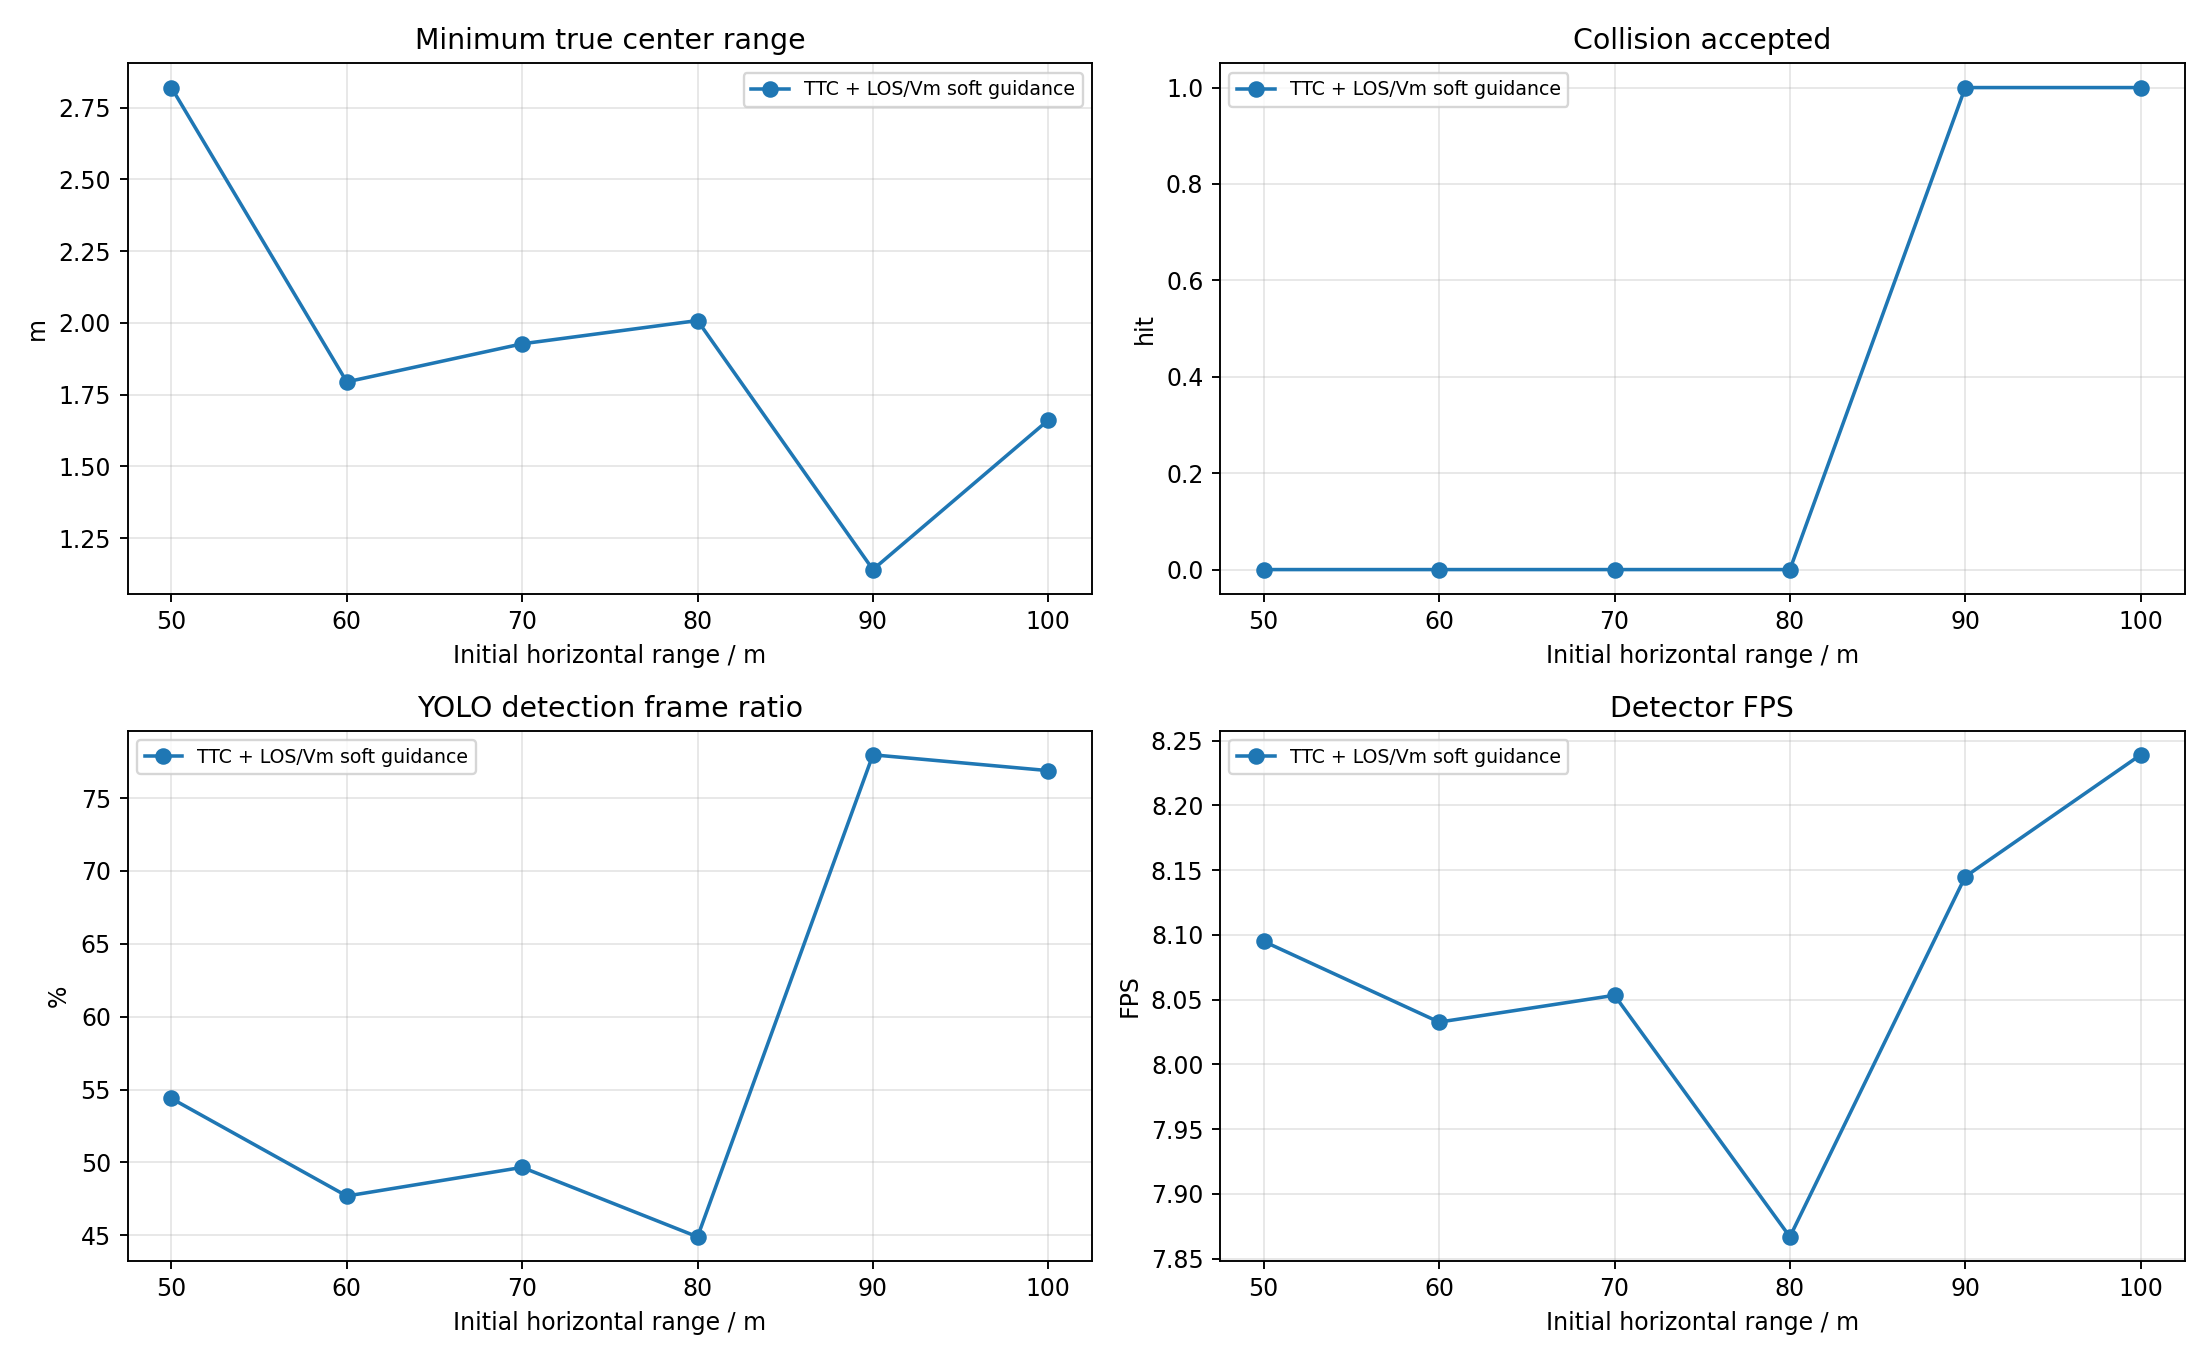 Minimum true center range
TTC + LOS/Vm soft guidance
m
2.75
2.50
2.25
2.00
1.75
1.50
1.25
50 60 70 80 90 100
Initial horizontal range / m
Collision accepted
TTC + LOS/Vm soft guidance
hit
1.0
0.8
0.6
0.4
0.2
0.0
50 60 70 80 90 100
Initial horizontal range / m
YOLO detection frame ratio
TTC + LOS/Vm soft guidance
%
75
70
65
60
55
50
45
50 60 70 80 90 100
Initial horizontal range / m
Detector FPS
TTC + LOS/Vm soft guidance
FPS
8.25
8.20
8.15
8.10
8.05
8.00
7.95
7.90
7.85
50 60 70 80 90 100
Initial horizontal range / m